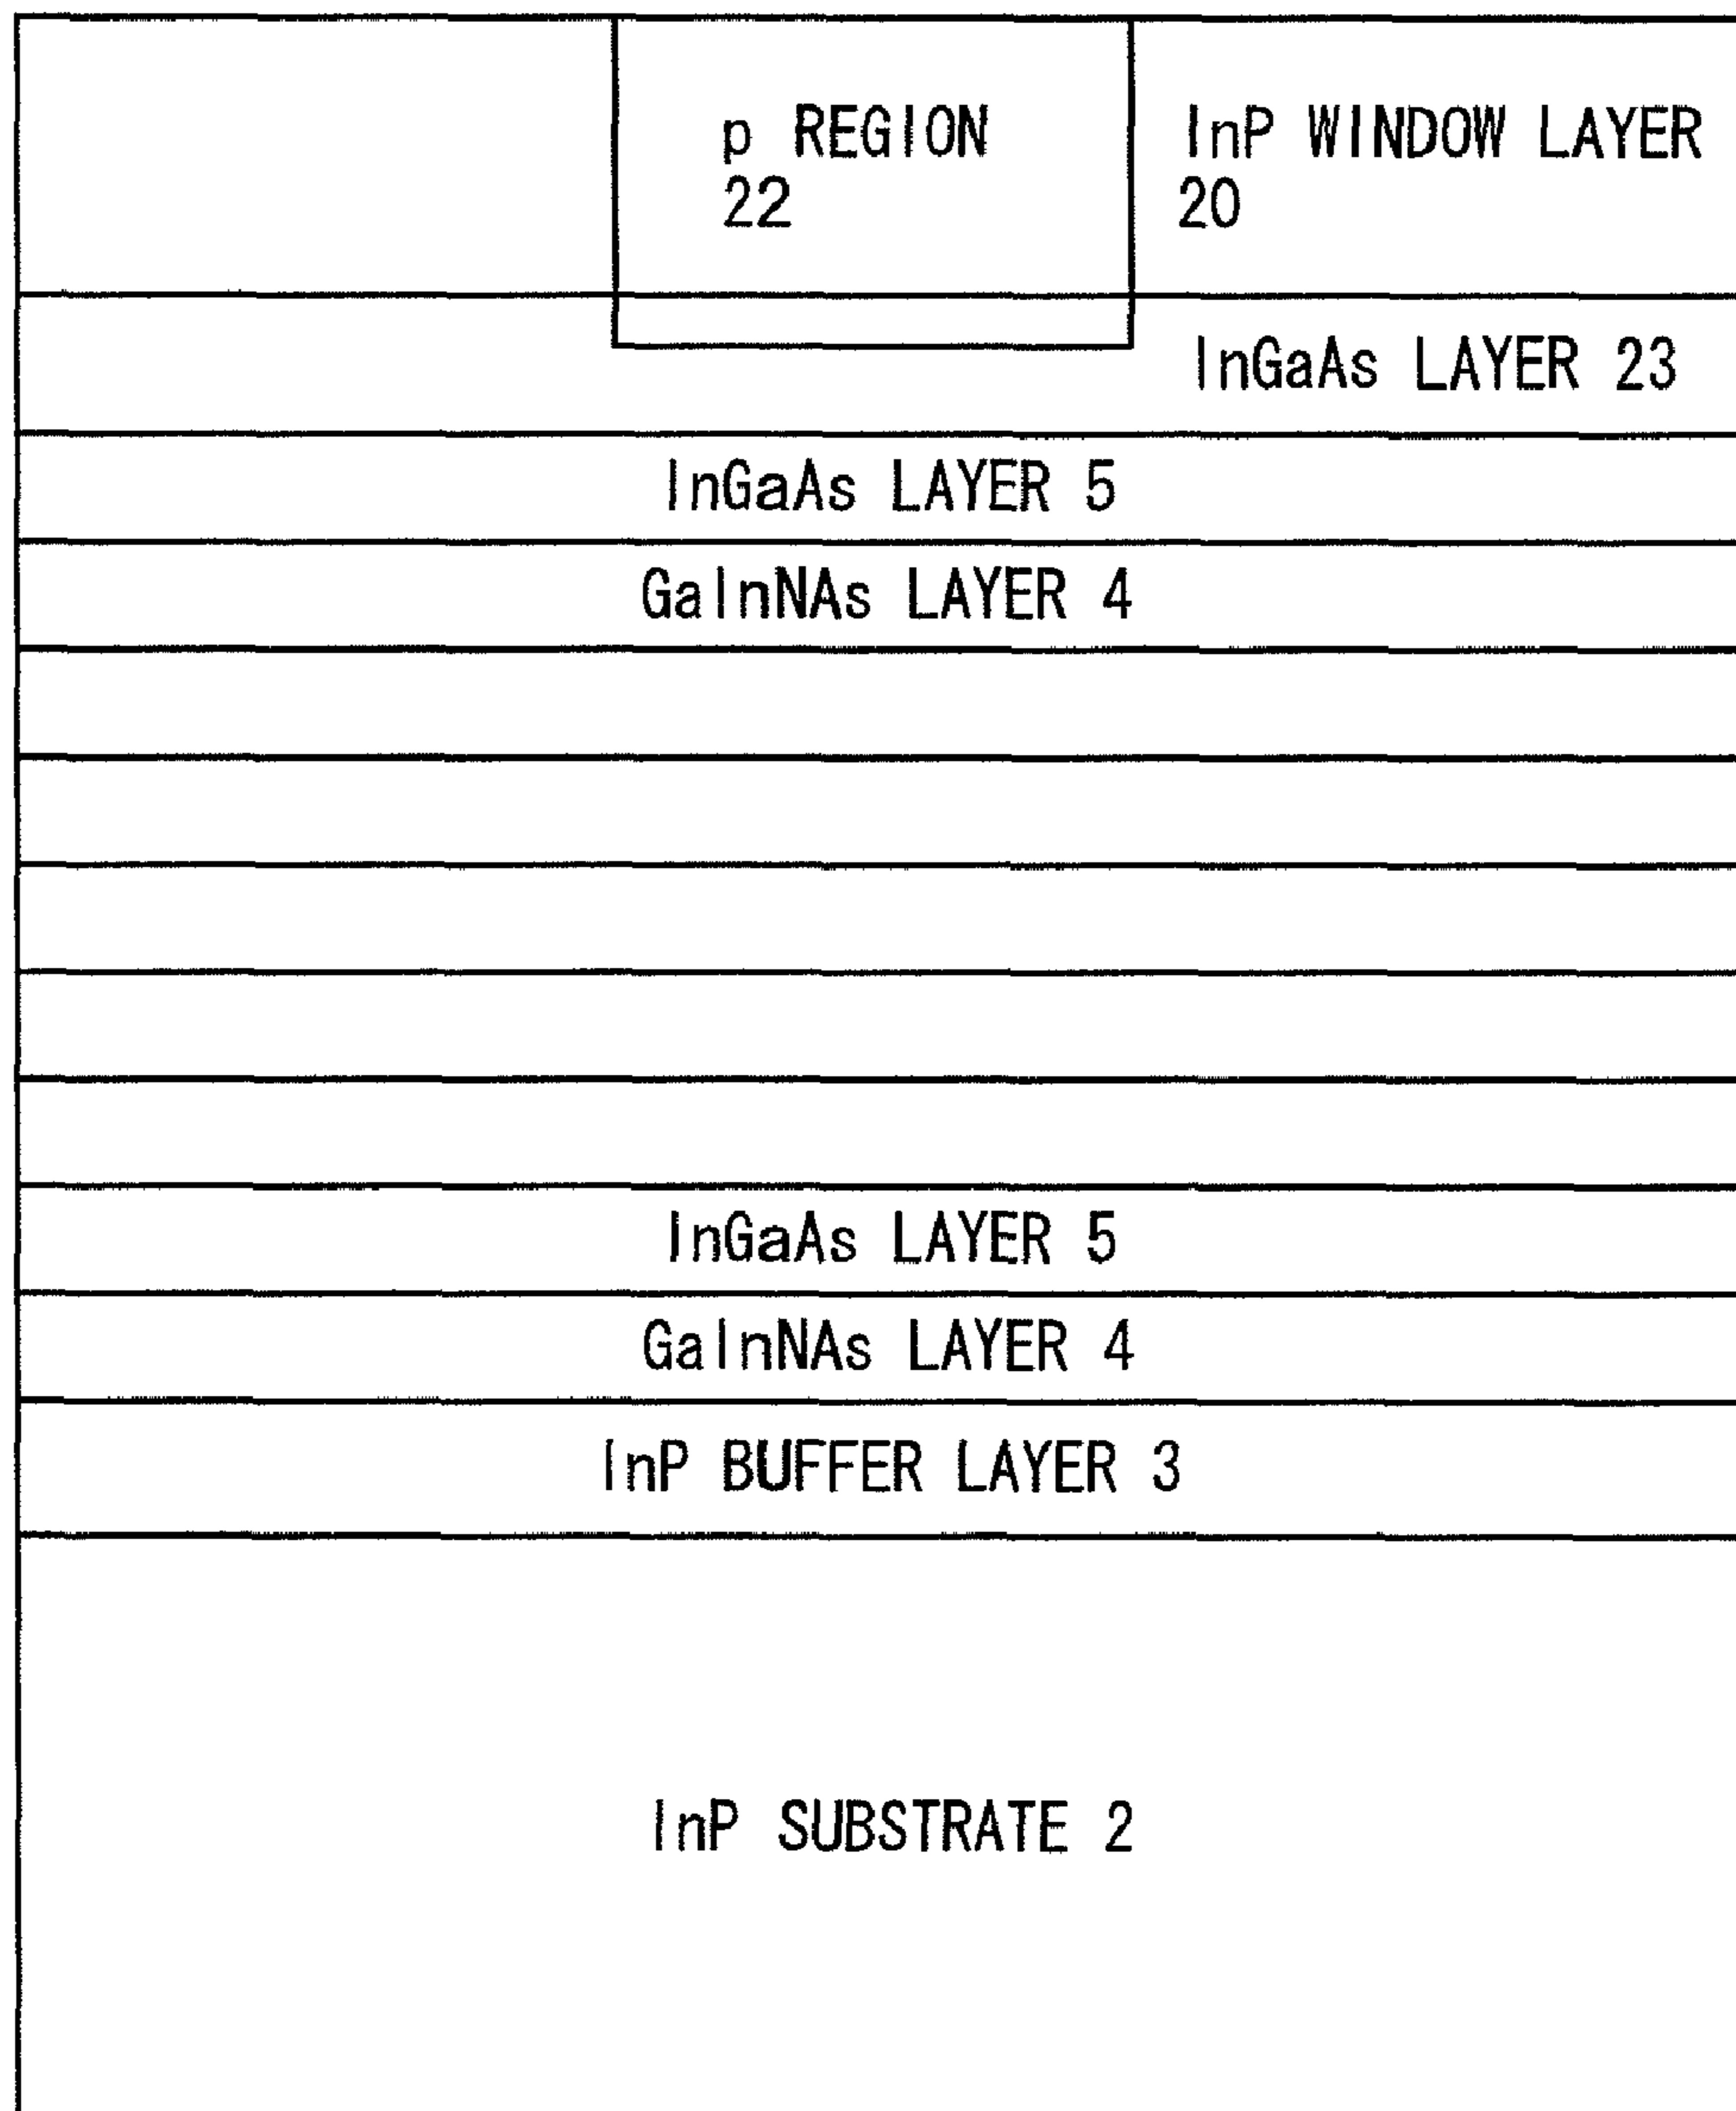 p REGION
22
InP WINDOW LAYER
20
InGaAs LAYER 23
InGaAs LAYER 5
GaInNAs LAYER 4
InGaAs LAYER 5
GaInNAs LAYER 4
InP BUFFER LAYER 3
InP SUBSTRATE 2